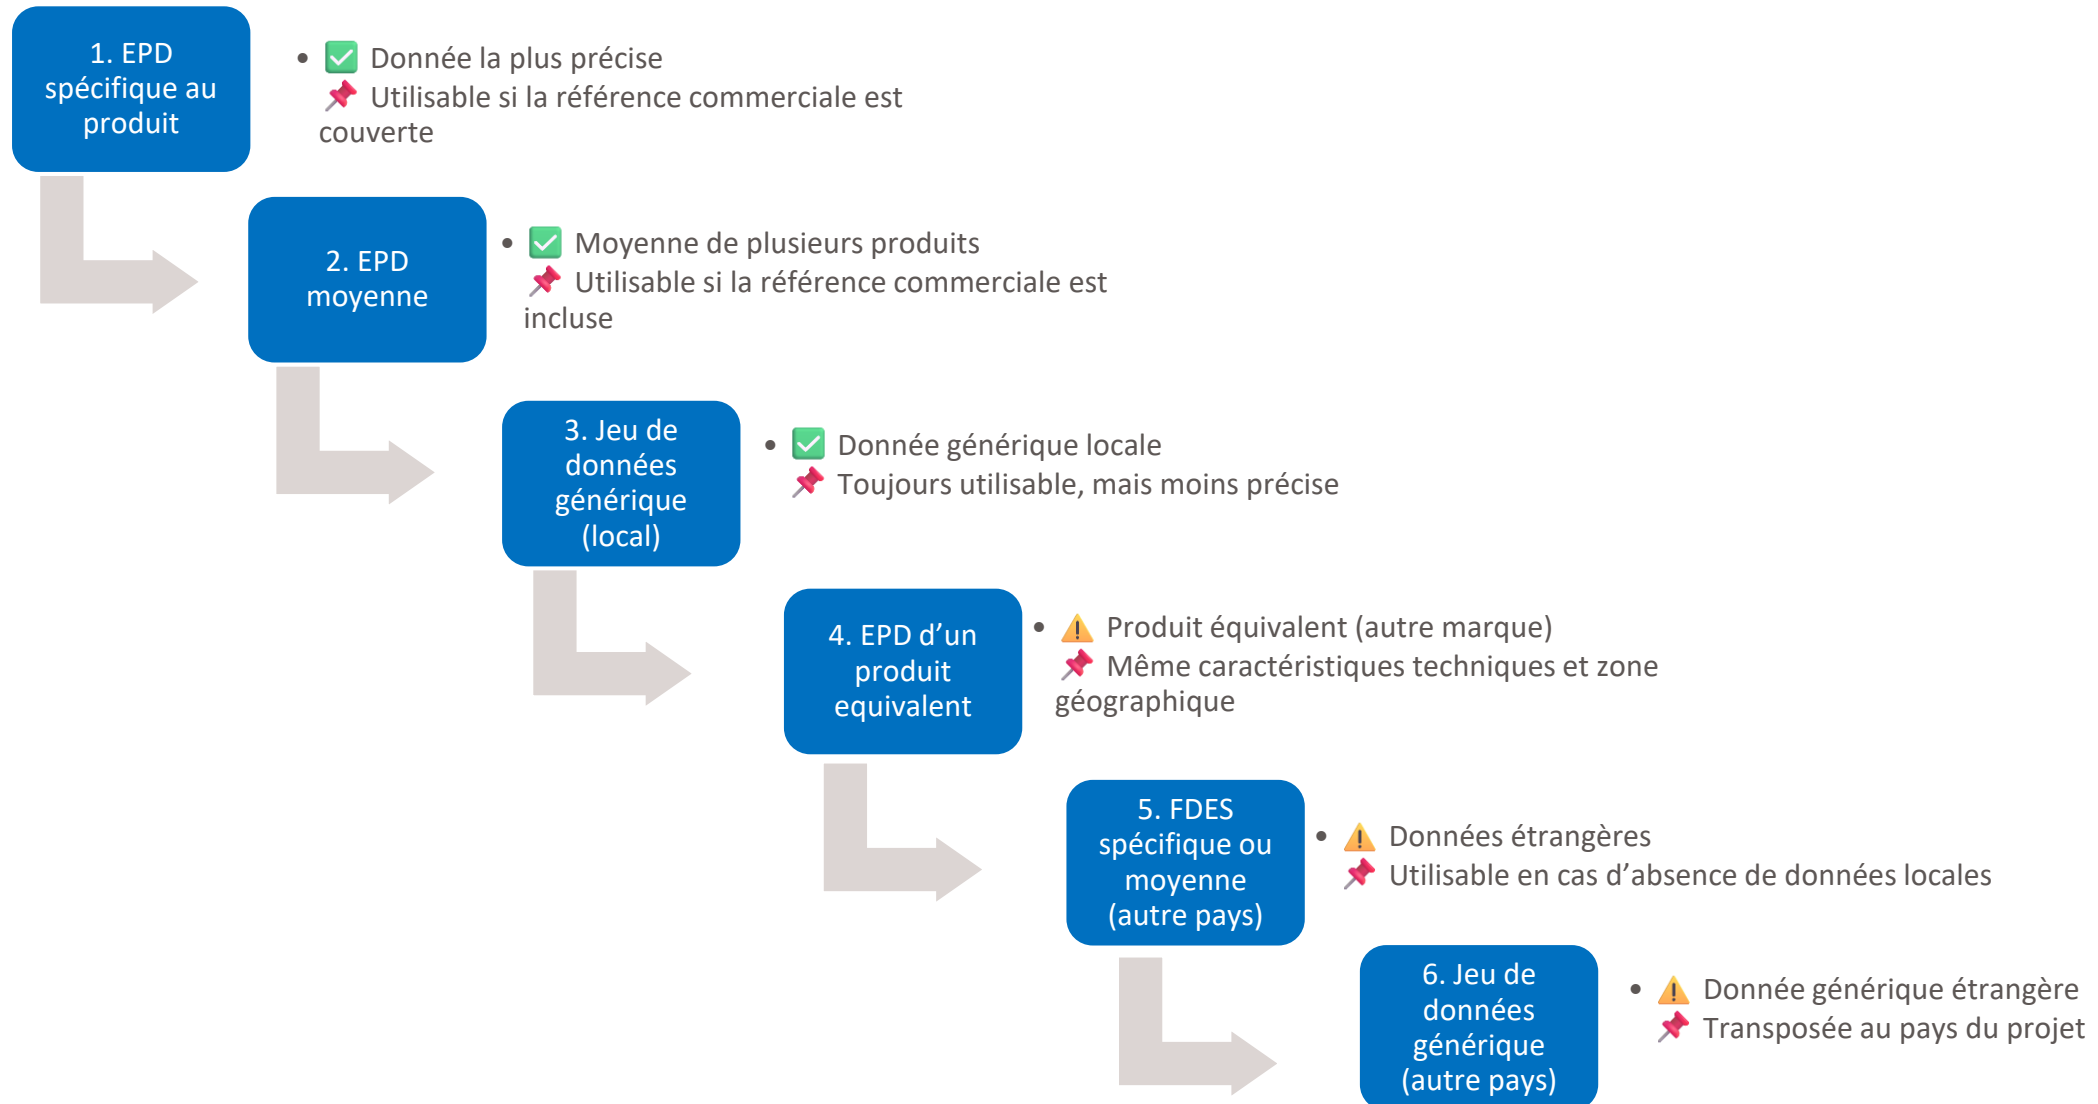 1. EPD
spécifique au
produit
• ✅ Donnée la plus précise
📌 Utilisable si la référence commerciale est
couverte
2. EPD
moyenne
• ✅ Moyenne de plusieurs produits
📌 Utilisable si la référence commerciale est
incluse
3. Jeu de
données
générique
(local)
• ✅ Donnée générique locale
📌 Toujours utilisable, mais moins précise
4. EPD d’un
produit
equivalent
• ⚠️ Produit équivalent (autre marque)
📌 Même caractéristiques techniques et zone
géographique
5. FDES
spécifique ou
moyenne
(autre pays)
• ⚠️ Données étrangères
📌 Utilisable en cas d’absence de données locales
6. Jeu de
données
générique
(autre pays)
• ⚠️ Donnée générique étrangère
📌 Transposée au pays du projet